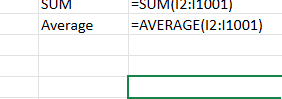 SUM =SUM(I2:I1001)
Average =AVERAGE(I2:I1001)